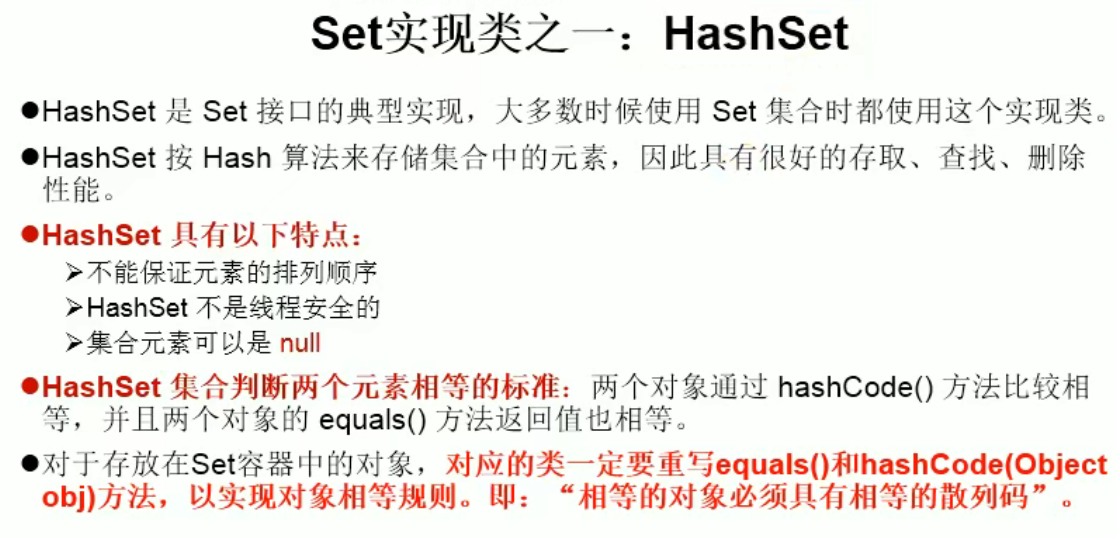 Set实现类之一：HashSet
●HashSet 是 Set 接口的典型实现，大多数时候使用 Set 集合时都使用这个实现类。
●HashSet 按 Hash 算法来存储集合中的元素，因此具有很好的存取、查找、删除
性能。
●HashSet 具有以下特点：
➢不能保证元素的排列顺序
➢HashSet 不是线程安全的
➢集合元素可以是 null
●HashSet 集合判断两个元素相等的标准：两个对象通过 hashCode() 方法比较相
等，并且两个对象的 equals() 方法返回值也相等。
●对于存放在Set容器中的对象，对应的类一定要重写equals()和hashCode(Object
obj)方法，以实现对象相等规则。即：“相等的对象必须具有相等的散列码”。